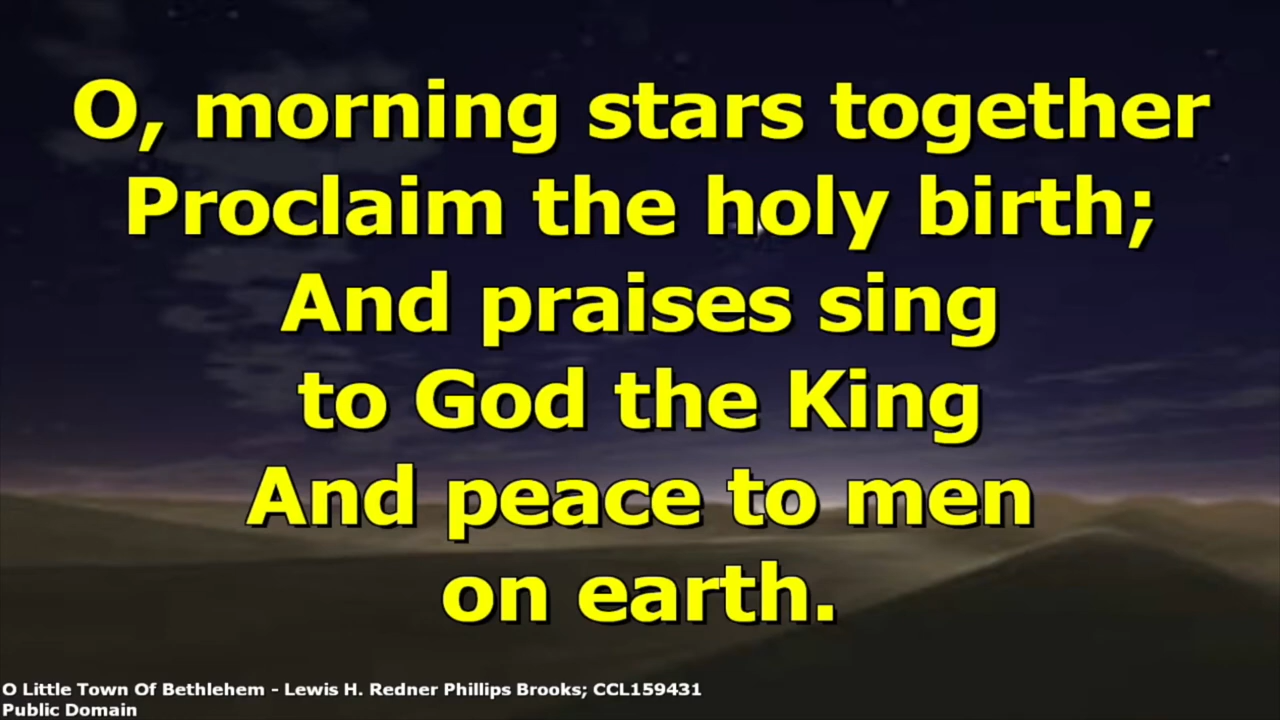 O, morning stars together
Proclaim the holy birth;
And praises sing
to God the King
And peace to men
on earth.
O Little Town Of Bethlehem - Lewis H. Redner Phillips Brooks; CCL159431
Public Domain